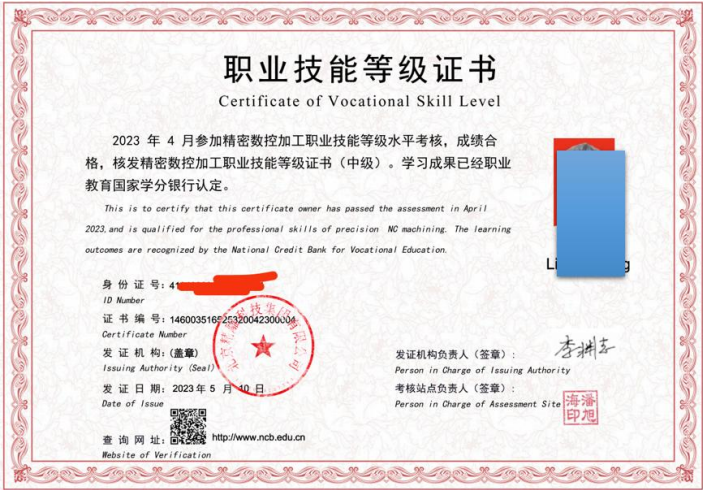 职业技能等级证书
Certificate of Vocational Skill Level
2023 年 4 月参加精密数控加工职业技能等级水平考核，成绩合
格，核发精密数控加工职业技能等级证书（中级）。学习成果已经职业
教育国家学分银行认定。
This is to certify that this certificate owner has passed the assessment in April
2023,and is qualified for the professional skills of precision NC machining. The learning
outcomes are recognized by the National Credit Bank for Vocational Education.
Li g
身 份 证 号：41
ID Number
证 书 编 号：
Certificate Number
发 证 机 构：(盖章)
Issuing Authority (Seal)
发 证 日 期：2023 年 5 月 10 日
Date of Issue
查 询 网 址：http://www.ncb.edu.cn
Website of Verification
发证机构负责人（签章）：
Person in Charge of Issuing Authority
考核站点负责人（签章）：
Person in Charge of Assessment Site
潘旭
海印